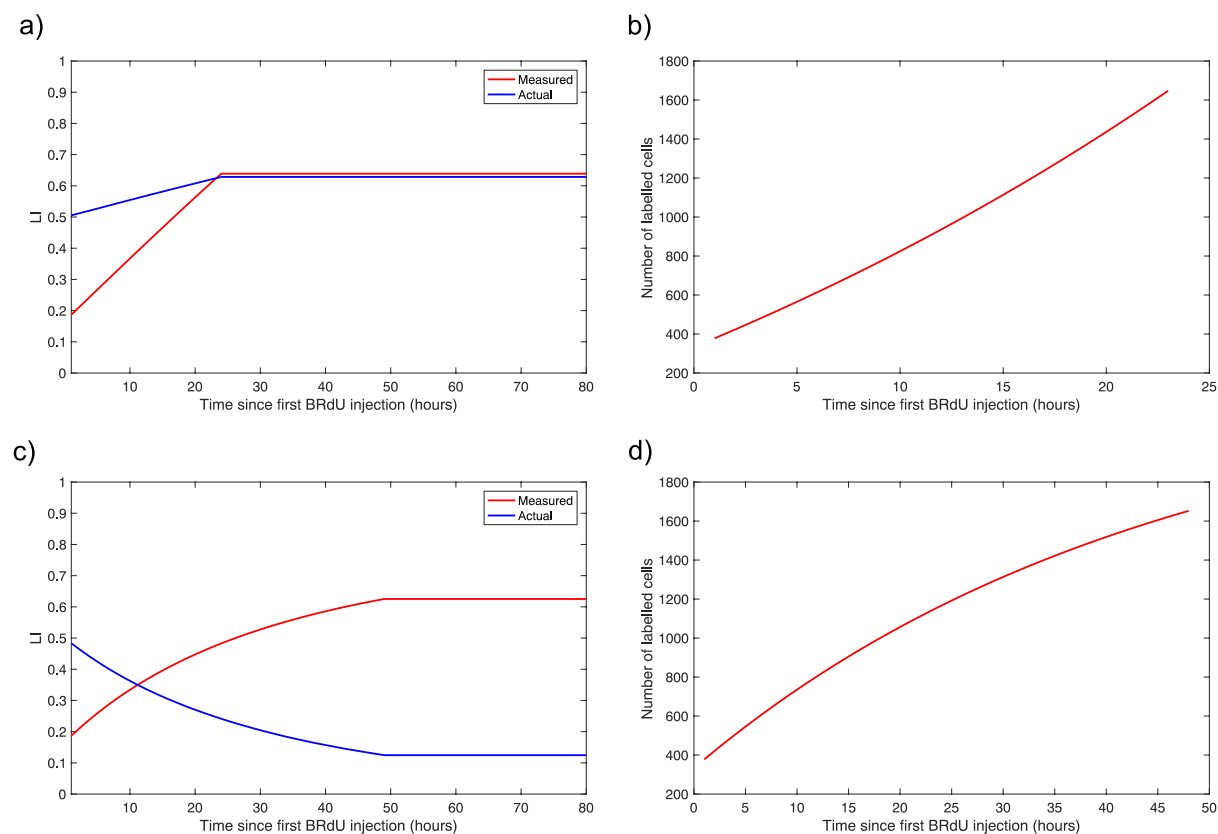 a)
LI
1
0.9
0.8
0.7
0.6
0.5
0.4
0.3
0.2
0.1
0
10 20 30 40 50 60 70 80
Time since first BRdU injection (hours)
Measured
Actual
b)
Number of labelled cells
1800
1600
1400
1200
1000
800
600
400
200
0 5 10 15 20 25
Time since first BRdU injection (hours)
c)
LI
1
0.9
0.8
0.7
0.6
0.5
0.4
0.3
0.2
0.1
0
10 20 30 40 50 60 70 80
Time since first BRdU injection (hours)
Measured
Actual
d)
Number of labelled cells
1800
1600
1400
1200
1000
800
600
400
200
0 5 10 15 20 25 30 35 40 45 50
Time since first BRdU injection (hours)